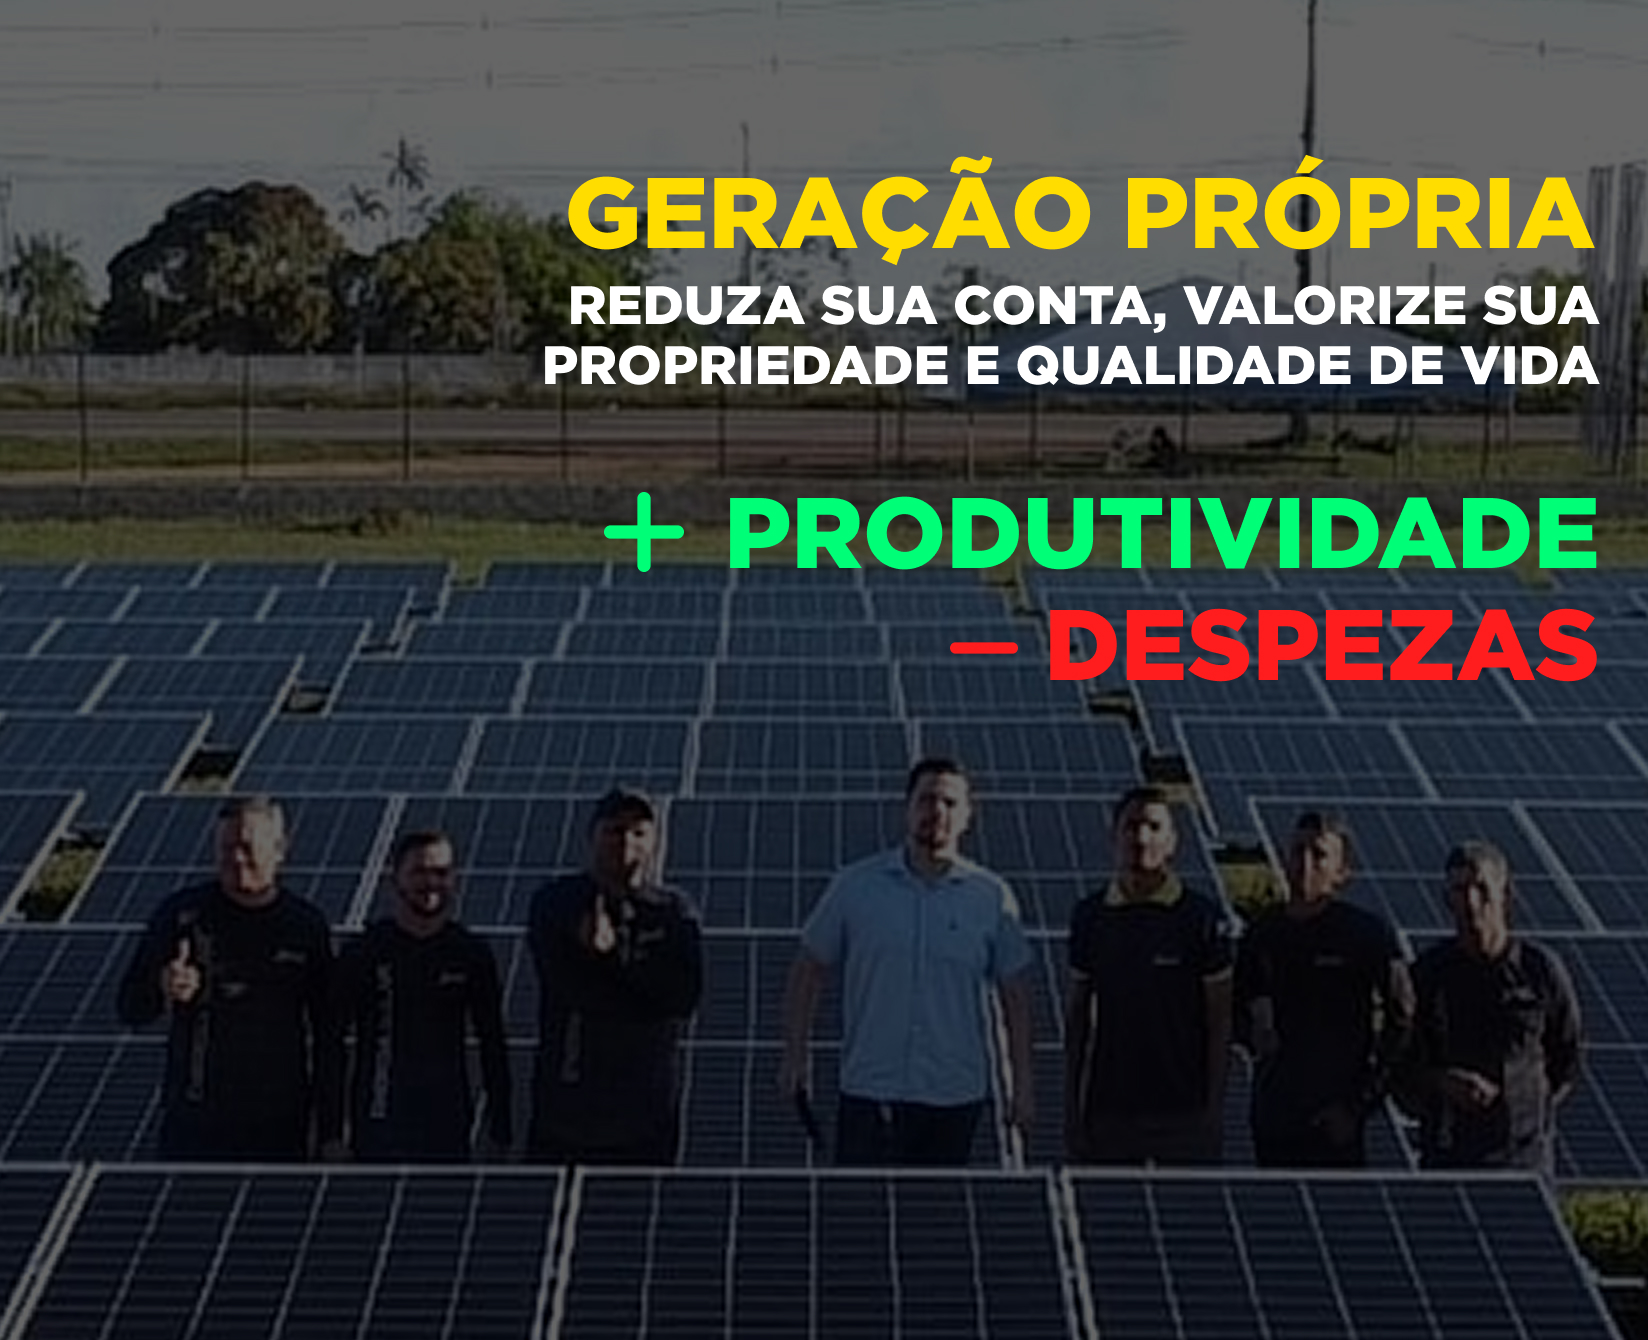 GERAÇÃO PRÓPRIA
REDUZA SUA CONTA, VALORIZE SUA
PROPRIEDADE E QUALIDADE DE VIDA
+ PRODUTIVIDADE
– DESPEZAS